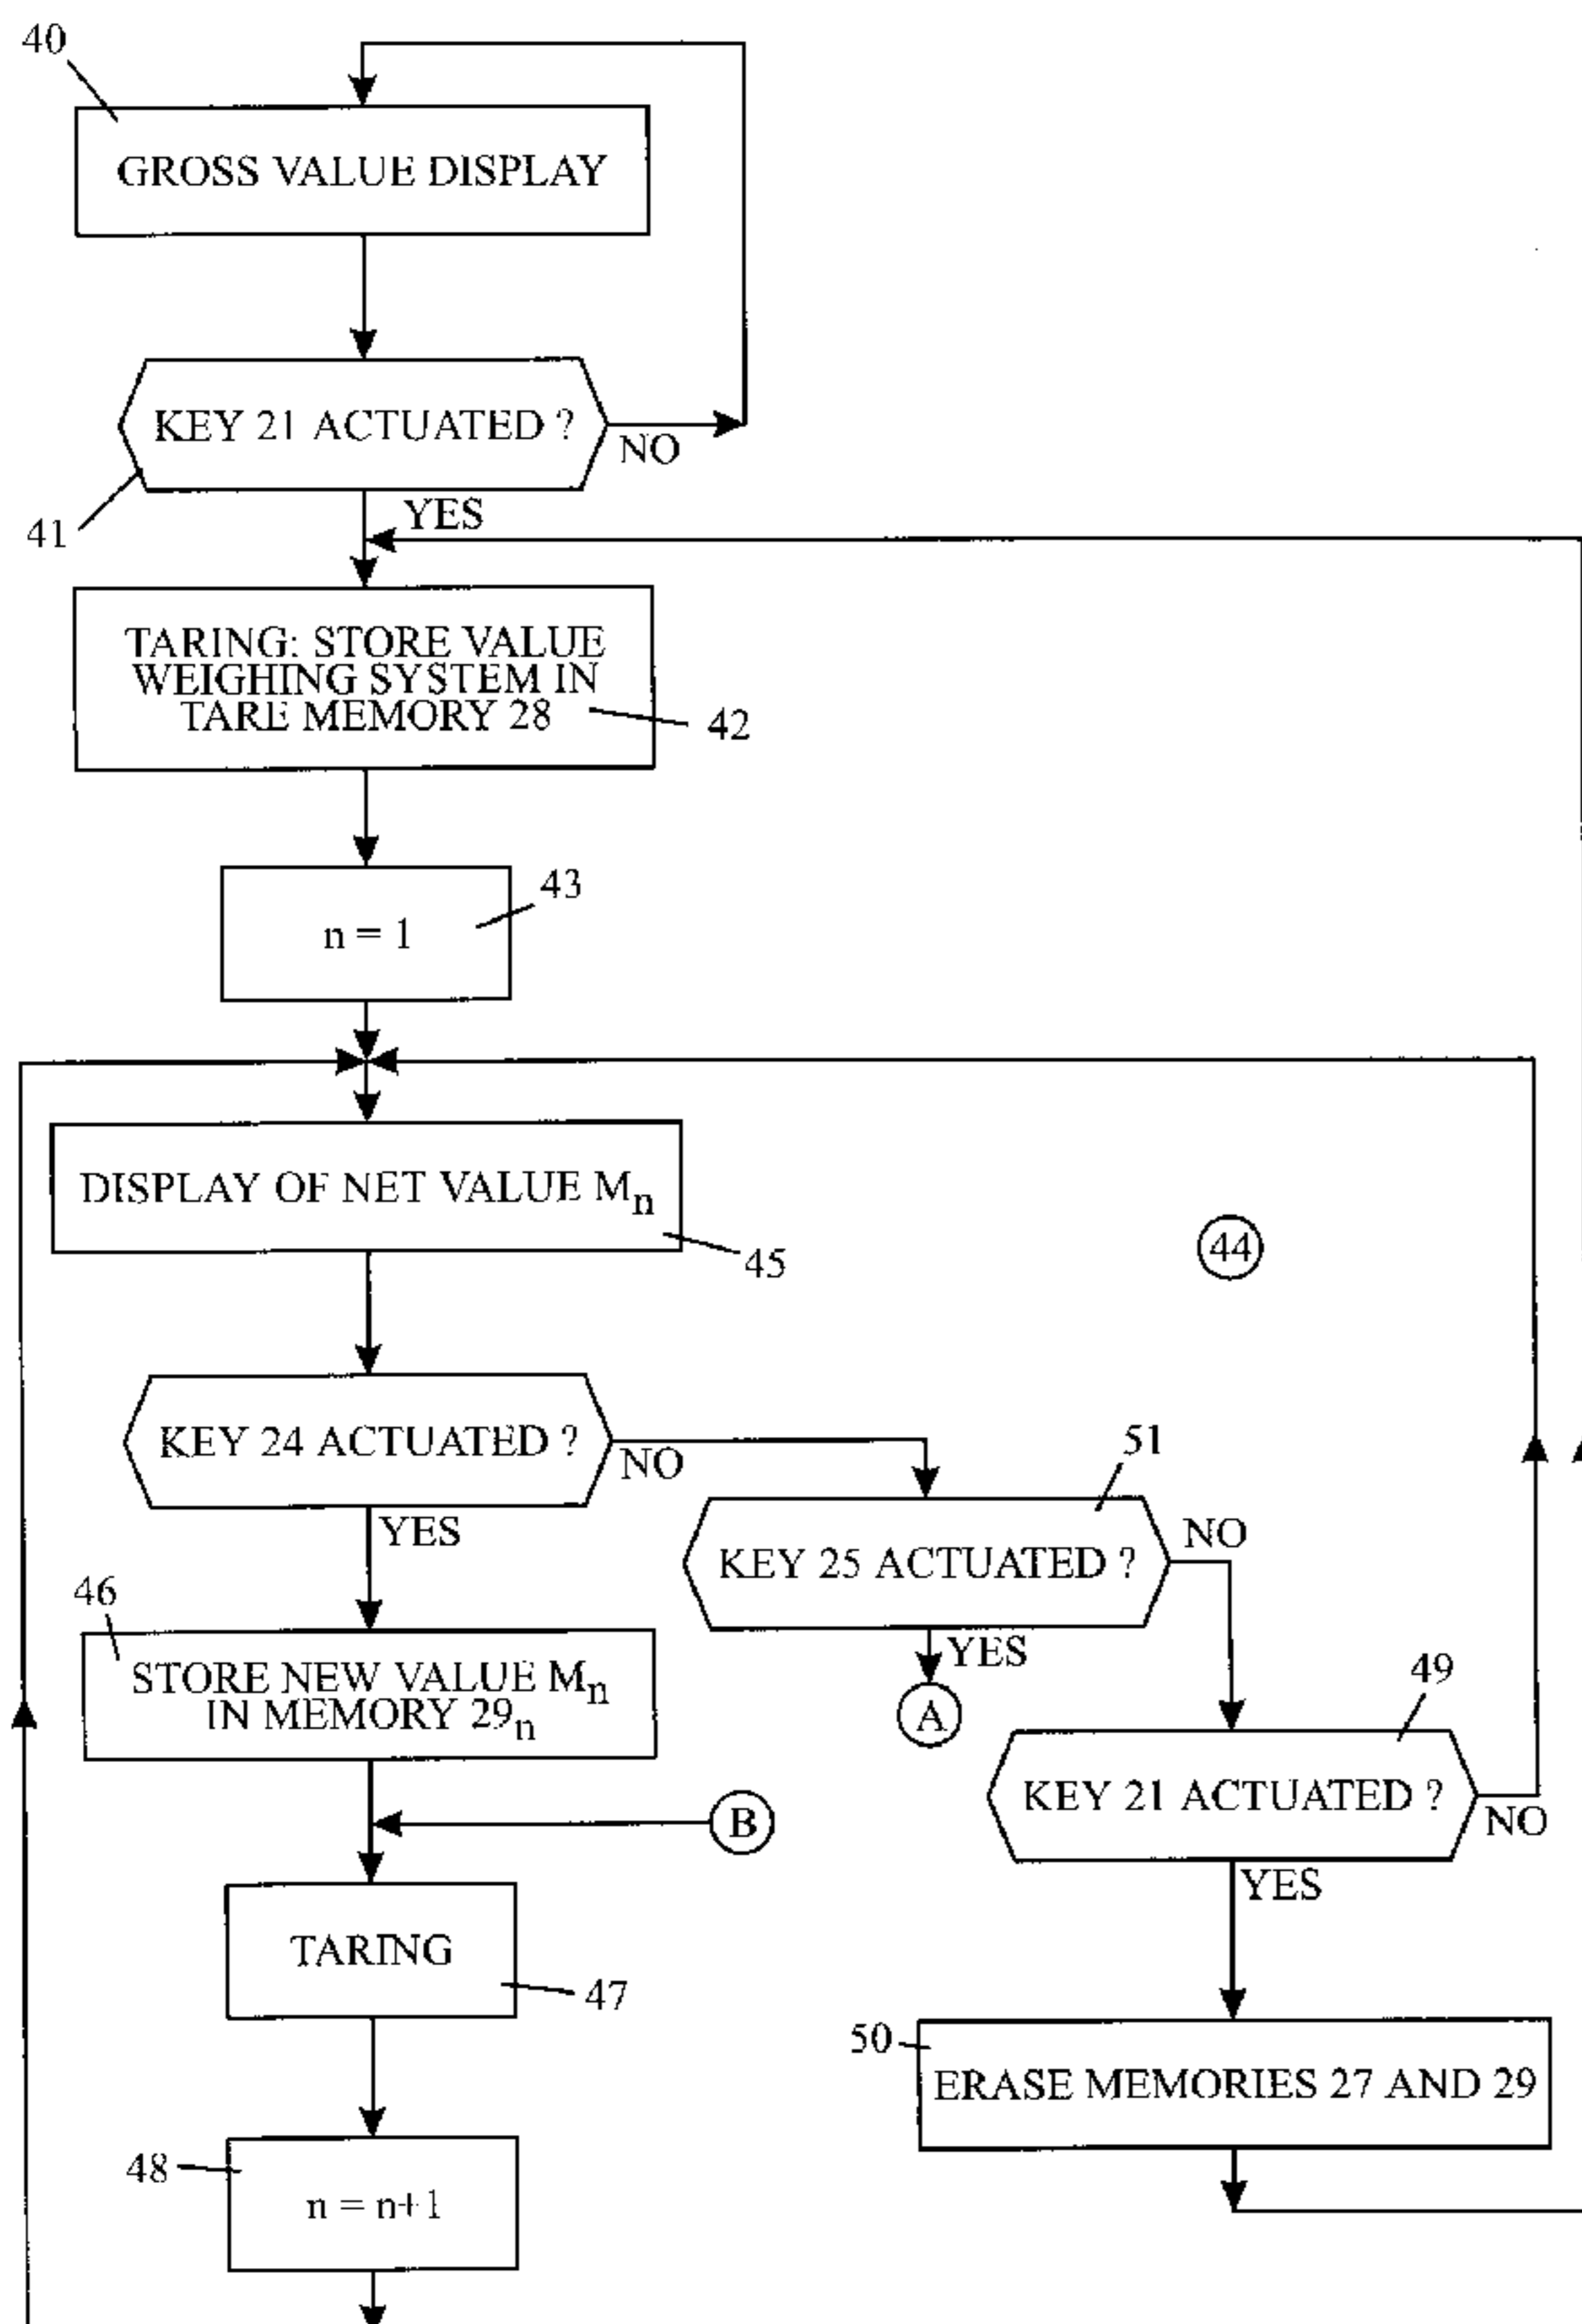 40
GROSS VALUE DISPLAY
KEY 21 ACTUATED ?
NO
41
YES
TARING: STORE VALUE
WEIGHING SYSTEM IN
TARE MEMORY 28
42
43
n = 1
DISPLAY OF NET VALUE Mn
45
44
KEY 24 ACTUATED ?
NO
51
YES
KEY 25 ACTUATED ?
NO
46
YES
STORE NEW VALUE Mn
IN MEMORY 29n
A
49
KEY 21 ACTUATED ?
NO
B
YES
TARING
47
50
ERASE MEMORIES 27 AND 29
48
n = n+1